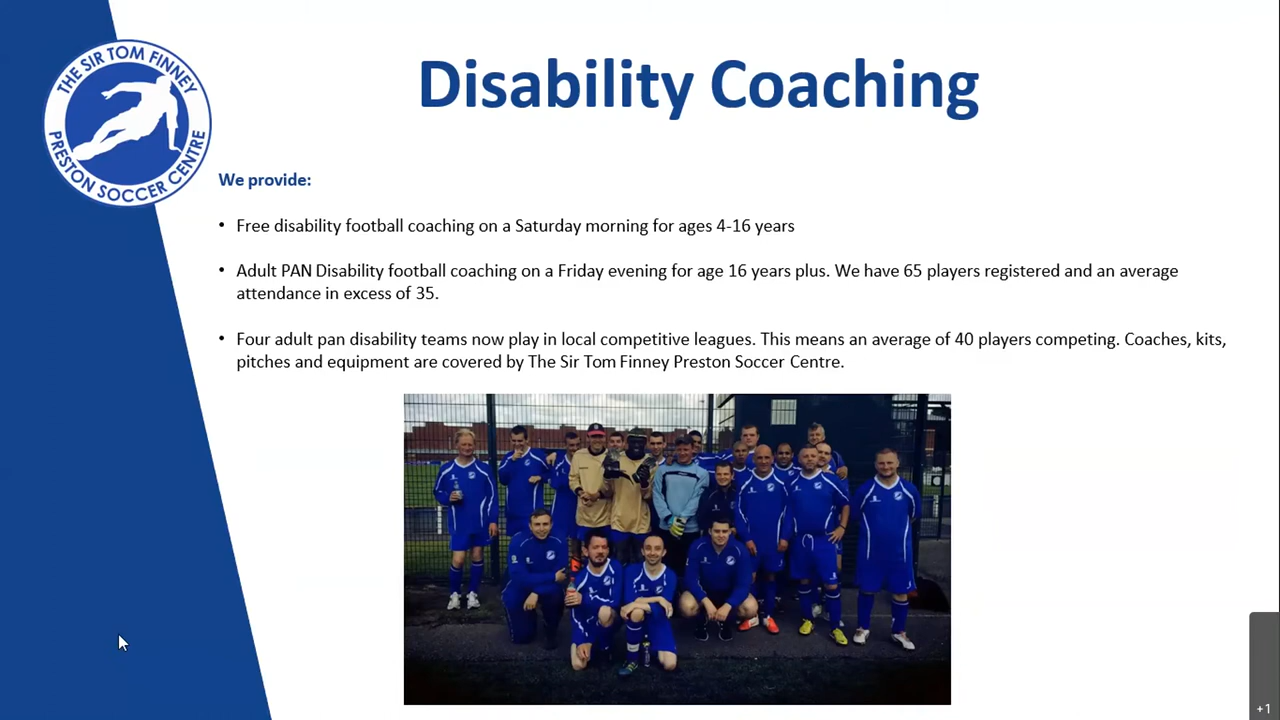 THE SIR TOM FINNEY
PRESTON SOCCER CENTRE
Disability Coaching
We provide:
• Free disability football coaching on a Saturday morning for ages 4-16 years
• Adult PAN Disability football coaching on a Friday evening for age 16 years plus. We have 65 players registered and an average
attendance in excess of 35.
• Four adult pan disability teams now play in local competitive leagues. This means an average of 40 players competing. Coaches, kits,
pitches and equipment are covered by The Sir Tom Finney Preston Soccer Centre.
+1